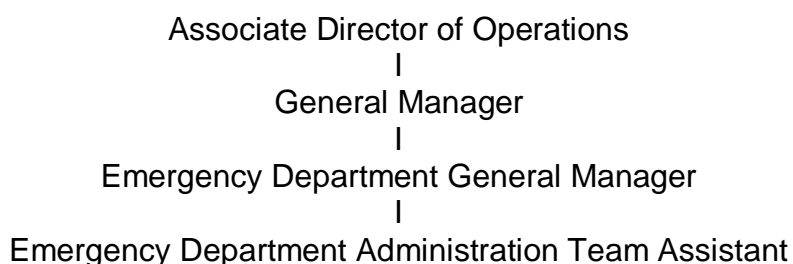 Associate Director of Operations
I
General Manager
I
Emergency Department General Manager
I
Emergency Department Administration Team Assistant